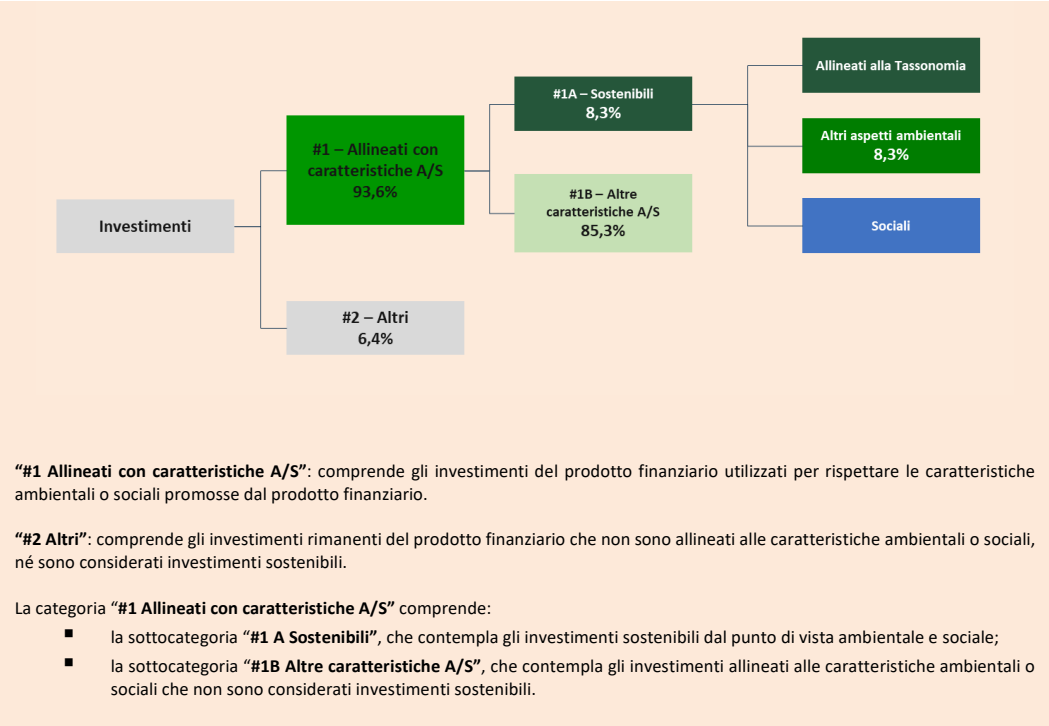 Allineati alla Tassonomia
#1A – Sostenibili
8,3%
#1 – Allineati con
caratteristiche A/S
93,6%
Altri aspetti ambientali
8,3%
#1B – Altre
caratteristiche A/S
85,3%
Investimenti
Sociali
#2 – Altri
6,4%
“#1 Allineati con caratteristiche A/S”: comprende gli investimenti del prodotto finanziario utilizzati per rispettare le caratteristiche
ambientali o sociali promosse dal prodotto finanziario.
“#2 Altri”: comprende gli investimenti rimanenti del prodotto finanziario che non sono allineati alle caratteristiche ambientali o sociali,
né sono considerati investimenti sostenibili.
La categoria “#1 Allineati con caratteristiche A/S” comprende:
▪ la sottocategoria “#1 A Sostenibili”, che contempla gli investimenti sostenibili dal punto di vista ambientale e sociale;
▪ la sottocategoria “#1B Altre caratteristiche A/S”, che contempla gli investimenti allineati alle caratteristiche ambientali o
sociali che non sono considerati investimenti sostenibili.